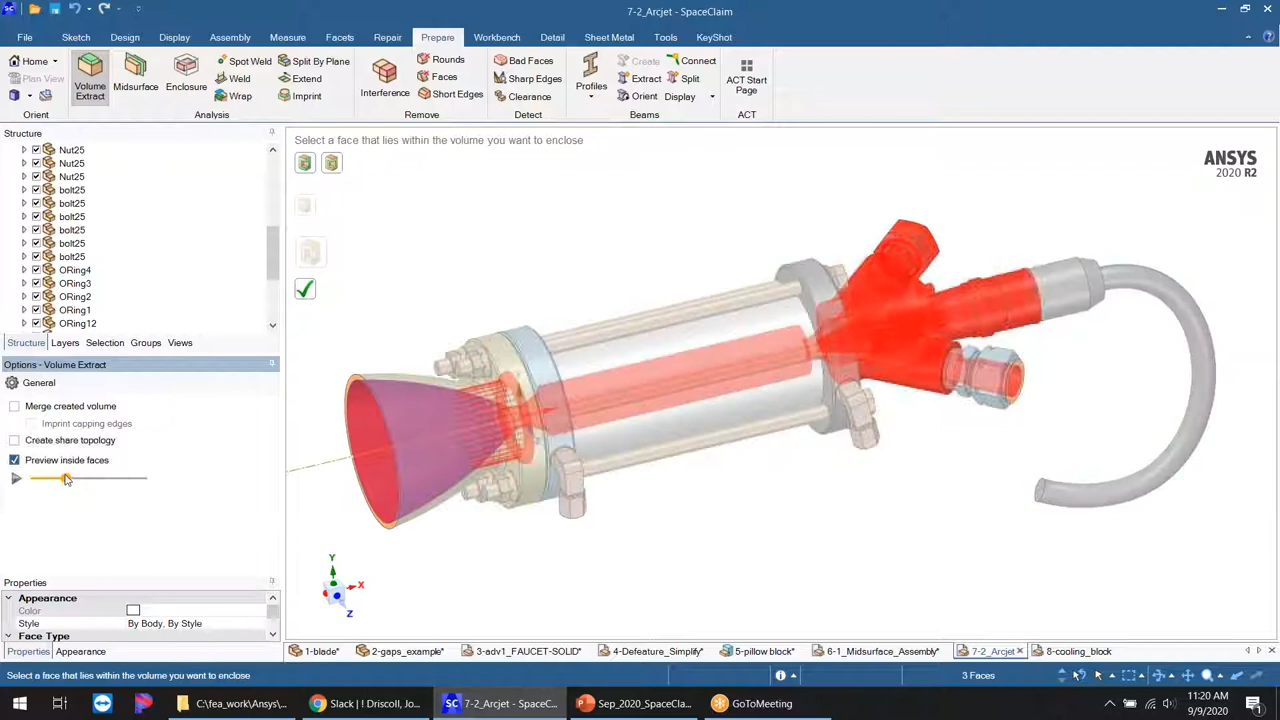 7-2_Arcjet - SpaceClaim
File Sketch Design Display Assembly Measure Facets Repair Prepare Workbench Detail Sheet Metal Tools KeyShot
Home
Plan View
Orient
Volume Extract
Midsurface
Enclosure
Spot Weld
Weld
Wrap
Split By Plane
Extend
Imprint
Analysis
Interference
Rounds
Faces
Short Edges
Remove
Bad Faces
Sharp Edges
Clearance
Detect
Profiles
Create
Extract
Orient
Connect
Split
Display
Beams
ACT Start Page
ACT
Structure
Nut25
Nut25
Nut25
bolt25
bolt25
bolt25
bolt25
bolt25
bolt25
ORing4
ORing3
ORing2
ORing1
ORing12
Structure Layers Selection Groups Views
Options - Volume Extract
General
Merge created volume
Imprint capping edges
Create share topology
Preview inside faces
Properties
Appearance
Color
Style By Body, By Style
Face Type
Properties Appearance
Select a face that lies within the volume you want to enclose
ANSYS
2020 R2
Y
X
Z
1-blade* 2-gaps_example* 3-adv1_FAUCET-SOLID* 4-Defeature_Simplify* 5-pillow block* 6-1_Midsurface_Assembly* 7-2_Arcjet 8-cooling_block
Select a face that lies within the volume you want to enclose 3 Faces
C:\fea_work\Ansys\... Slack | ! Driscoll, Jo... 7-2_Arcjet - SpaceC... Sep_2020_SpaceCla... GoToMeeting
11:20 AM
9/9/2020